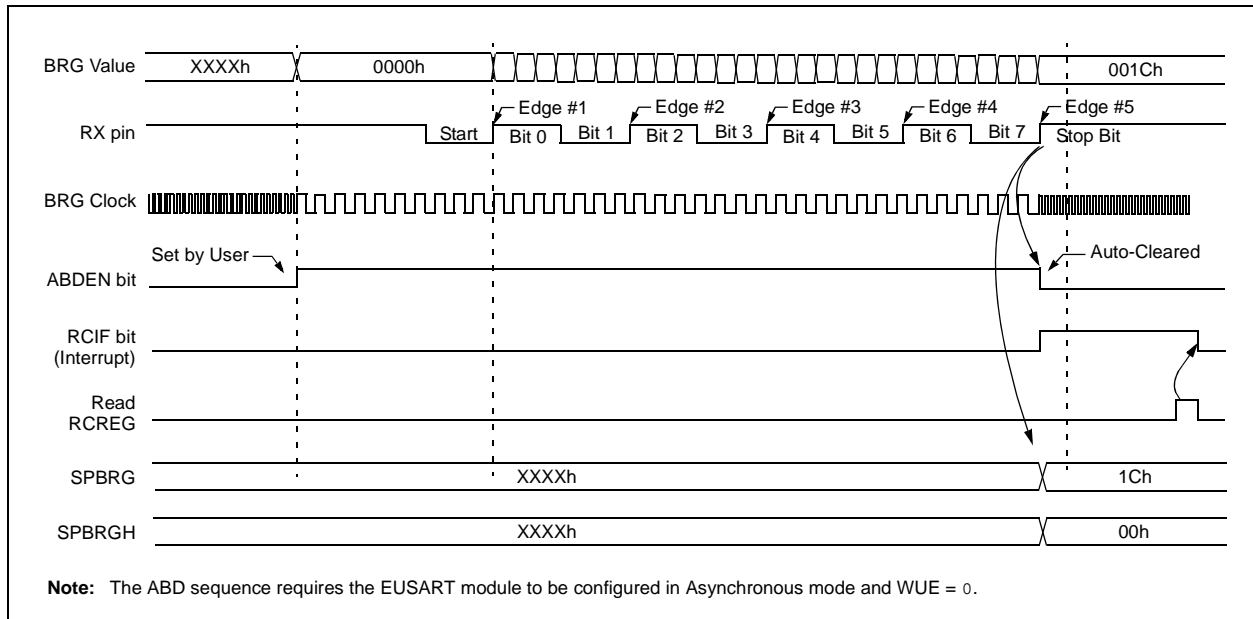 BRG Value XXXXh 0000h 001Ch
Edge #1 Edge #2 Edge #3 Edge #4 Edge #5
RX pin Start Bit 0 Bit 1 Bit 2 Bit 3 Bit 4 Bit 5 Bit 6 Bit 7 Stop Bit
BRG Clock
Set by User Auto-Cleared
ABDEN bit
RCIF bit
(Interrupt)
Read
RCREG
SPBRG XXXXh 1Ch
SPBRGH XXXXh 00h
Note: The ABD sequence requires the EUSART module to be configured in Asynchronous mode and WUE = 0.